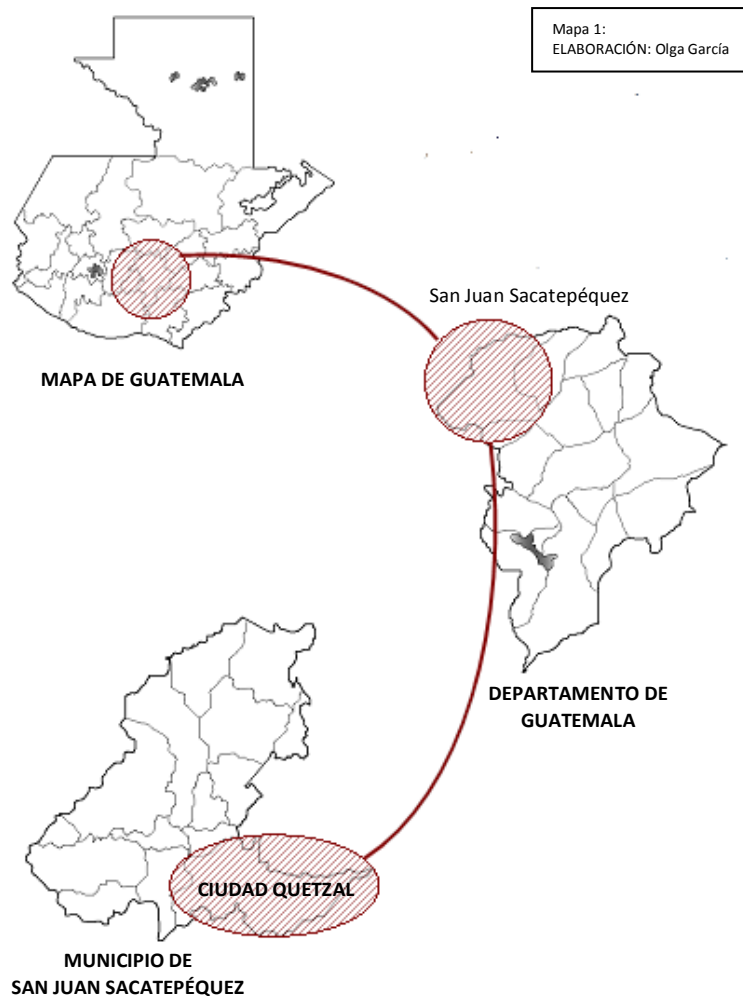 Mapa 1:
ELABORACIÓN: Olga García
San Juan Sacatepéquez
MAPA DE GUATEMALA
DEPARTAMENTO DE
GUATEMALA
CIUDAD QUETZAL
MUNICIPIO DE
SAN JUAN SACATEPÉQUEZ